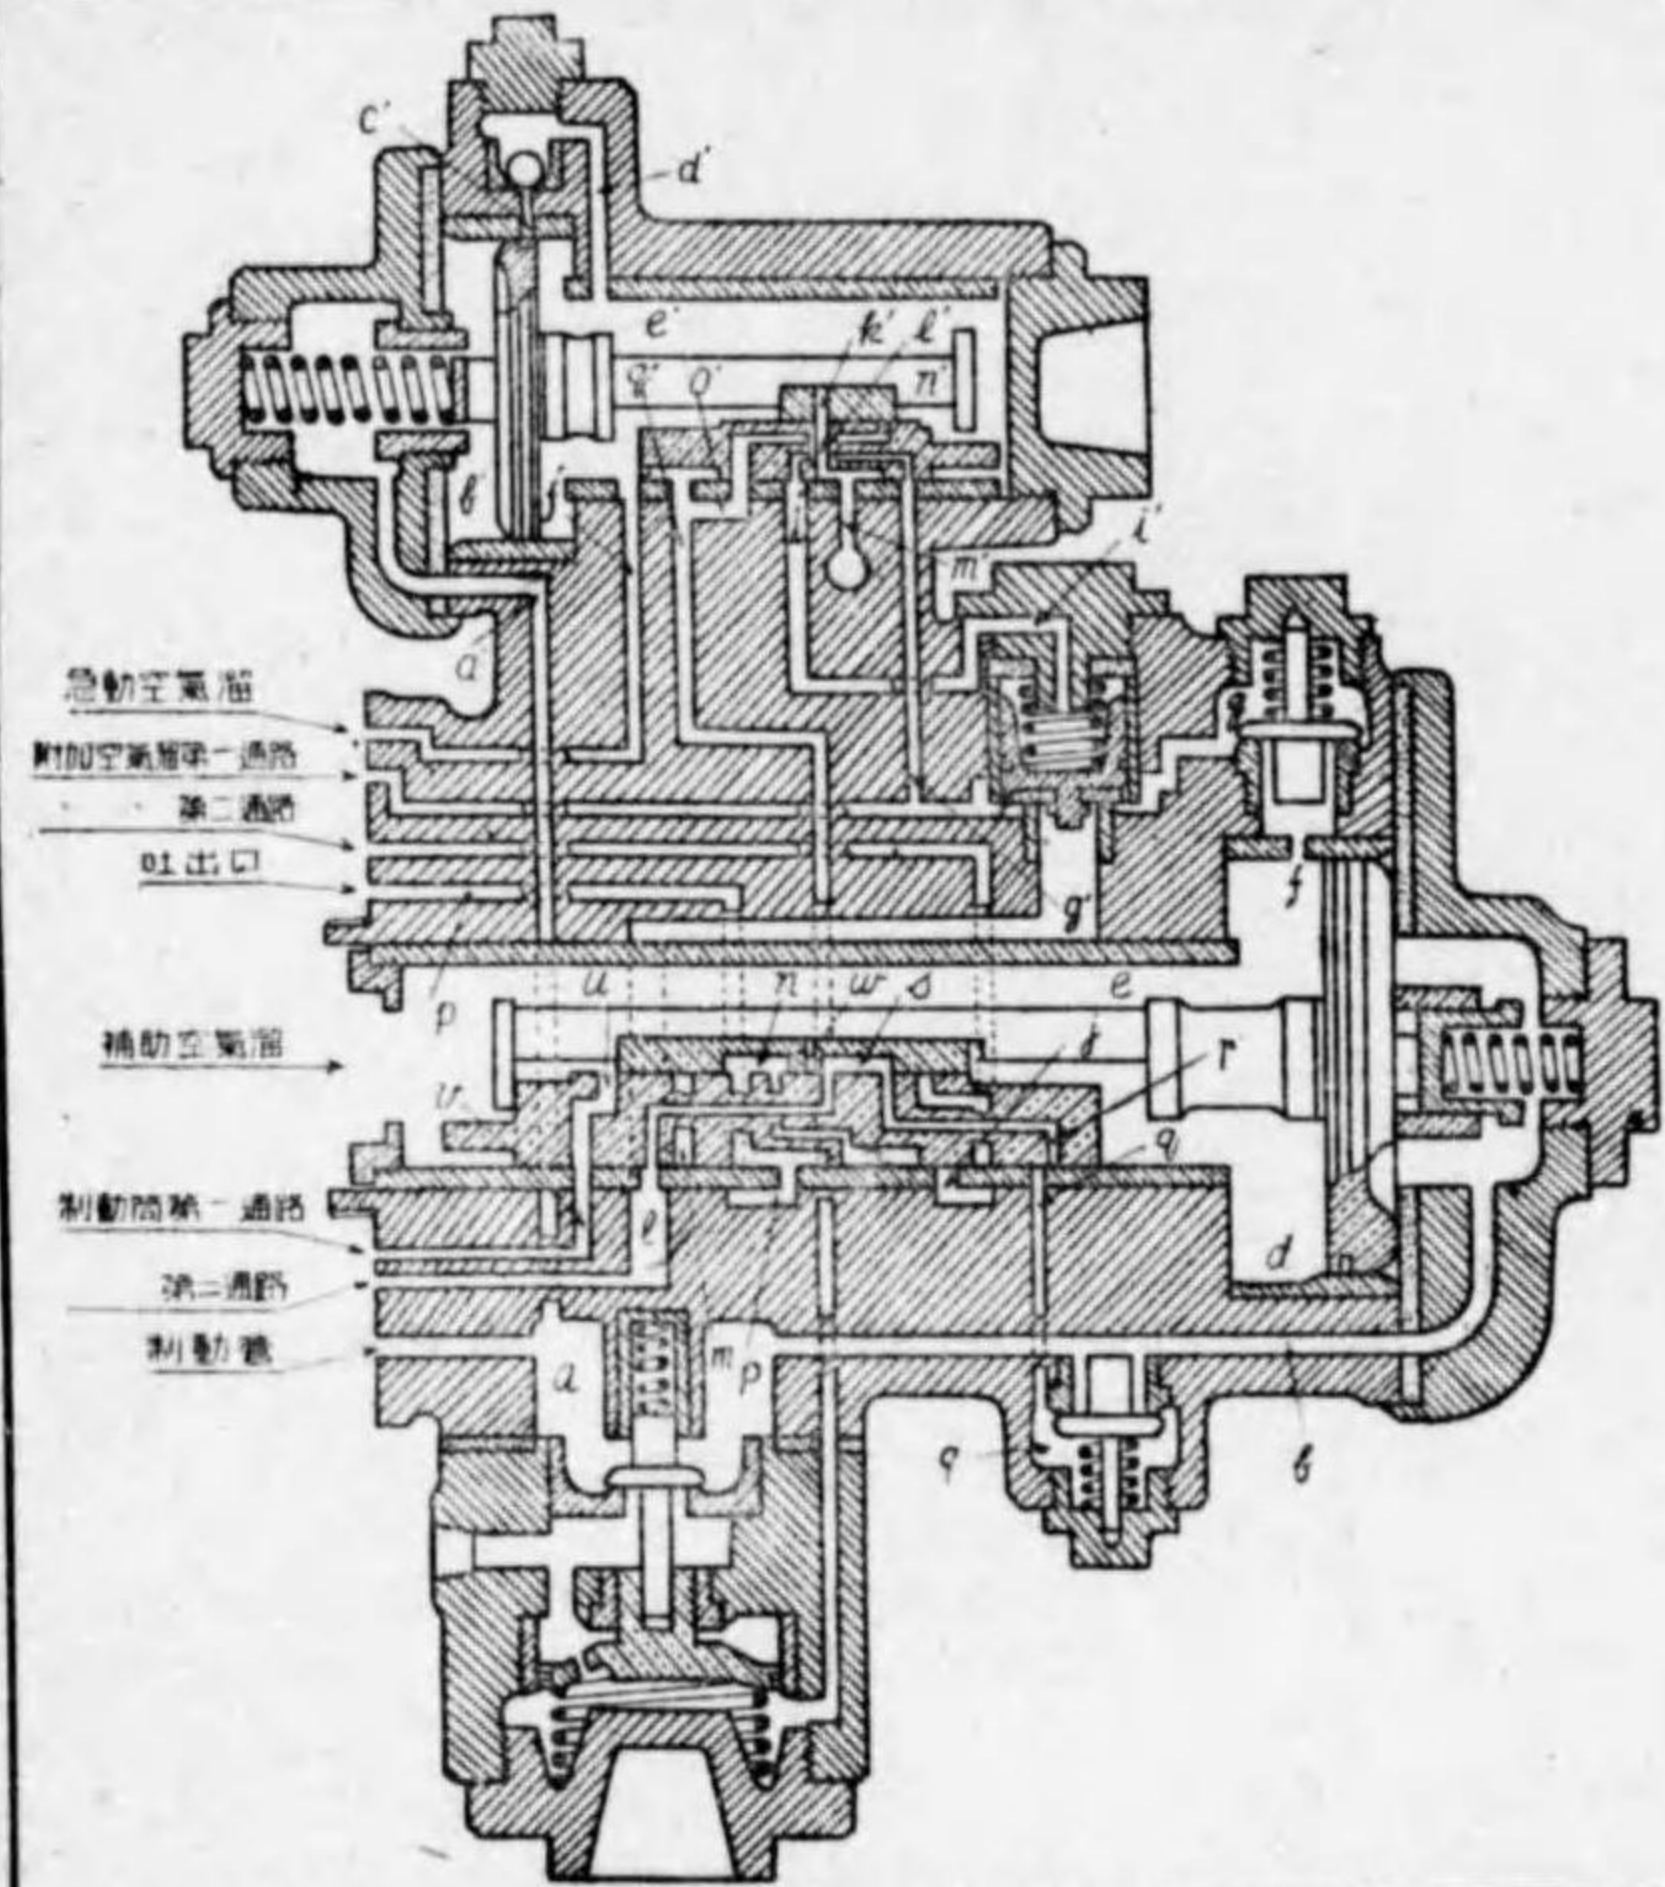 c'
d'
e'
k'
l'
q'
o'
n'
b'
f'
i'
m'
a
急動空氣溜
附加空氣溜第一通路
第二通路
吐出口
g'
f
p
u
n
w
s
e
補助空氣溜
v
j
r
q
制動筒第一通路
l
d
第二通路
制動管
a
m
p
q
b